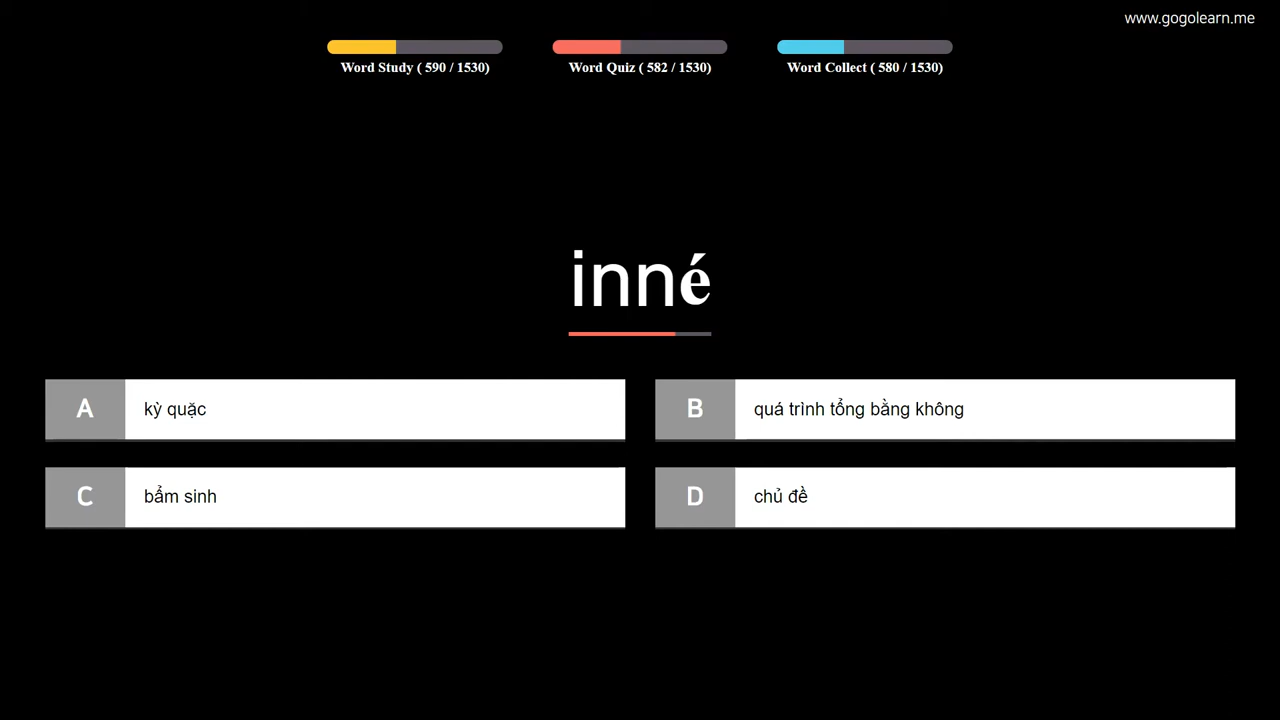 www.gogolearn.me
Word Study ( 590 / 1530)
Word Quiz ( 582 / 1530)
Word Collect ( 580 / 1530)
inné
A kỳ quặc
B quá trình tổng bằng không
C bẩm sinh
D chủ đề